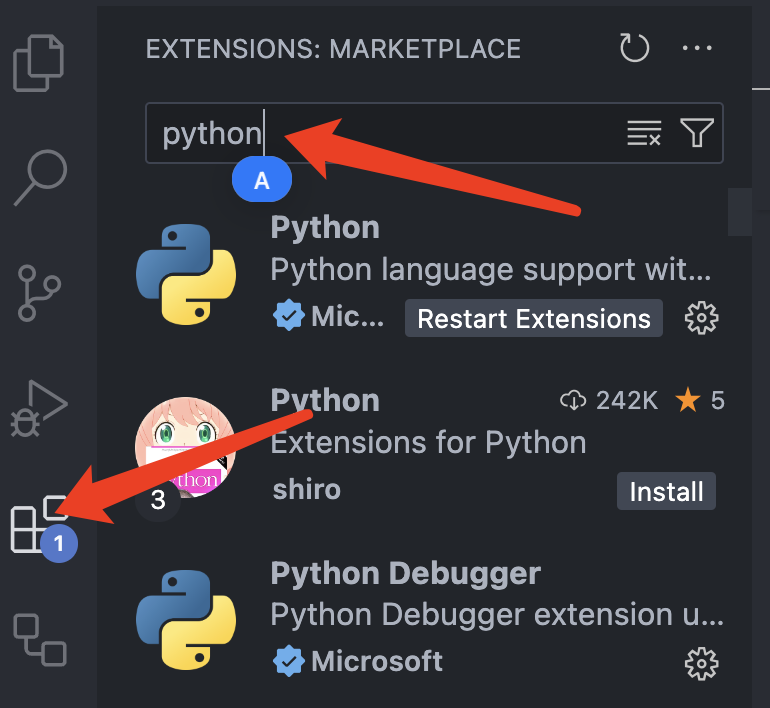 EXTENSIONS: MARKETPLACE
python
A
Python
Python language support wit...
Mic...
Restart Extensions
Python
242K
5
Extensions for Python
thon
shiro
3
Install
1
Python Debugger
Python Debugger extension u...
Microsoft